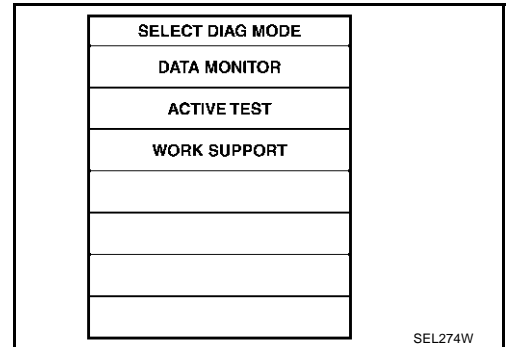 SELECT DIAG MODE
DATA MONITOR
ACTIVE TEST
WORK SUPPORT
SEL274W